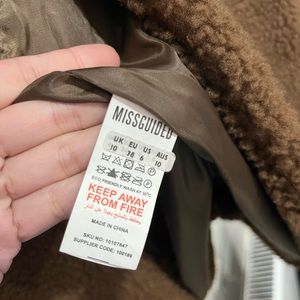 MISSGUIDED
UK EU US AUS
10 38 6 10
ECO FRIENDLY WASH AT 30°C
KEEP AWAY
FROM FIRE
MADE IN CHINA
SKU NO: 10107847
SUPPLIER CODE: 100189